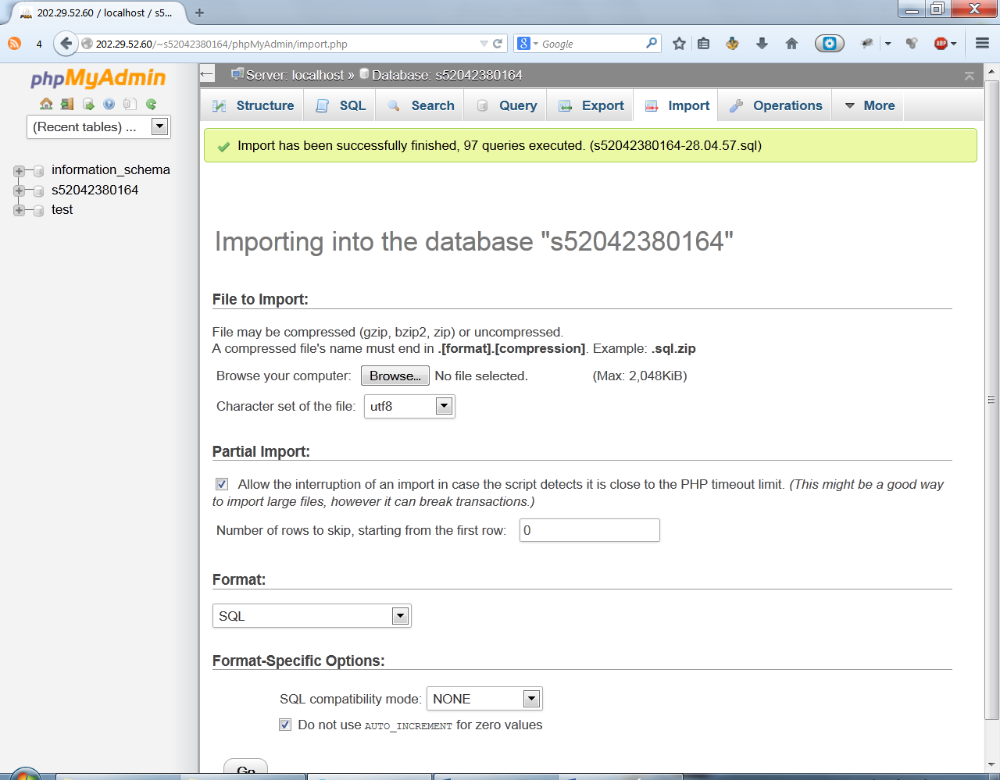 202.29.52.60 / localhost / s5...
4
202.29.52.60/~s52042380164/phpMyAdmin/import.php
Google
ABP
phpMyAdmin
(Recent tables) ...
information_schema
s52042380164
test
Server: localhost » Database: s52042380164
Structure SQL Search Query Export Import Operations More
Import has been successfully finished, 97 queries executed. (s52042380164-28.04.57.sql)
Importing into the database "s52042380164"
File to Import:
File may be compressed (gzip, bzip2, zip) or uncompressed.
A compressed file's name must end in .[format].[compression]. Example: .sql.zip
Browse your computer: Browse... No file selected. (Max: 2,048KiB)
Character set of the file: utf8
Partial Import:
Allow the interruption of an import in case the script detects it is close to the PHP timeout limit. (This might be a good way
to import large files, however it can break transactions.)
Number of rows to skip, starting from the first row: 0
Format:
SQL
Format-Specific Options:
SQL compatibility mode: NONE
Do not use AUTO_INCREMENT for zero values
Go